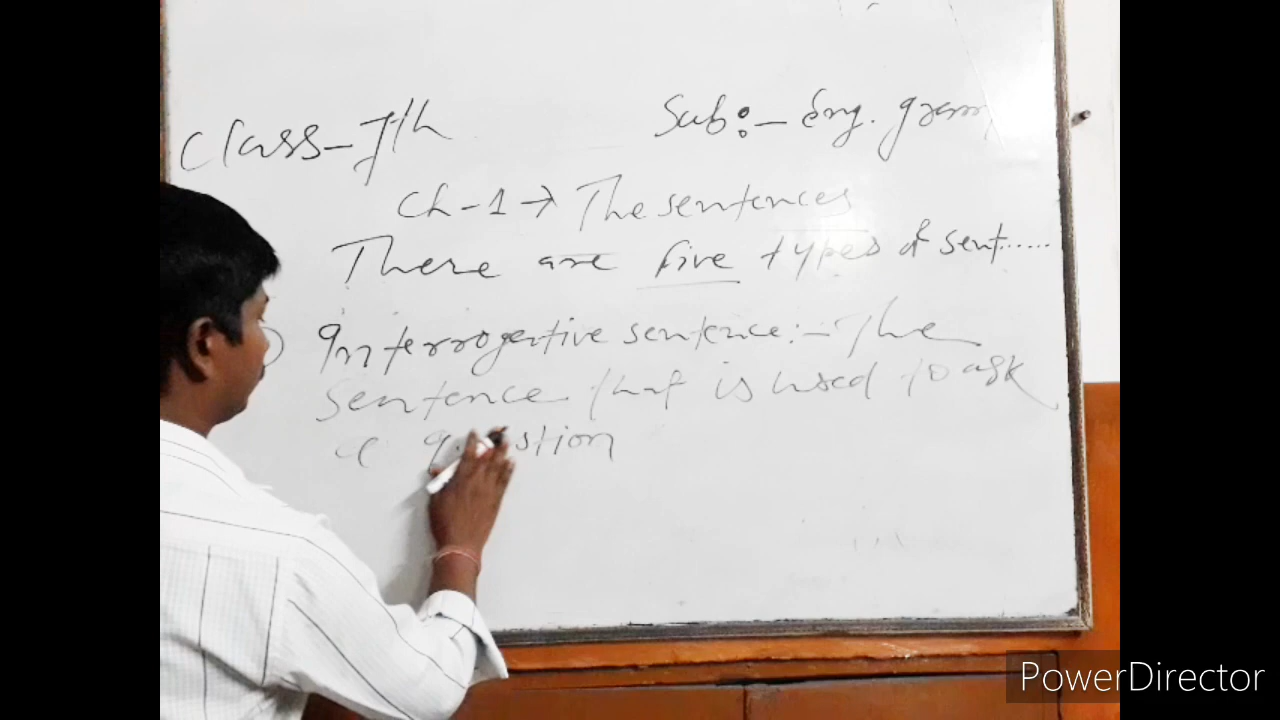 Class-7th
Sub:- Eng. gram
Ch-1→ The sentences
There are five types of sent......
Interrogative sentence:- The
sentence that is used to ask
a question
PowerDirector